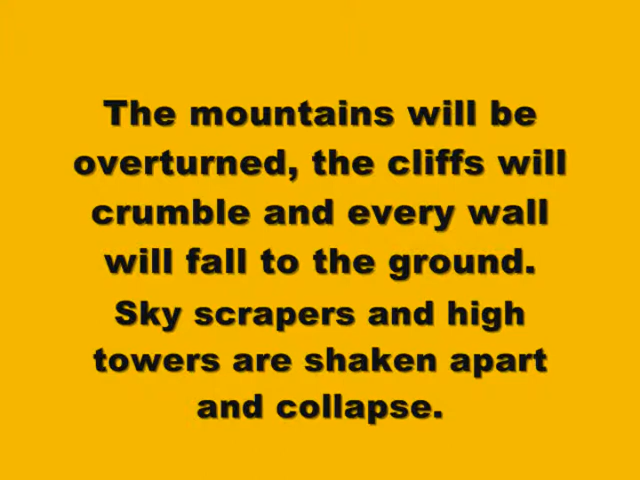 The mountains will be
overturned, the cliffs will
crumble and every wall
will fall to the ground.
Sky scrapers and high
towers are shaken apart
and collapse.